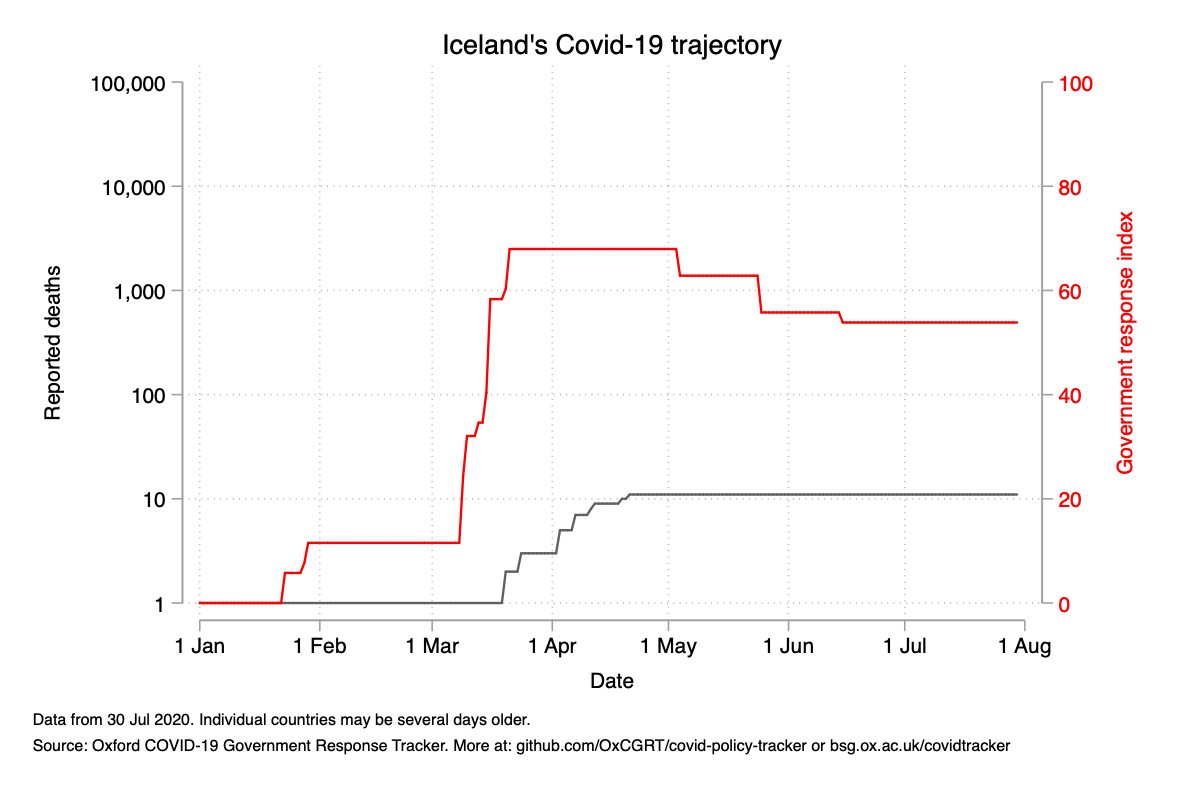 Iceland's Covid-19 trajectory
100,000
10,000
1,000
100
10
1
Reported deaths
100
80
60
40
20
0
Government response index
1 Jan
1 Feb
1 Mar
1 Apr
1 May
1 Jun
1 Jul
1 Aug
Date
Data from 30 Jul 2020. Individual countries may be several days older.
Source: Oxford COVID-19 Government Response Tracker. More at: github.com/OxCGRT/covid-policy-tracker or bsg.ox.ac.uk/covidtracker